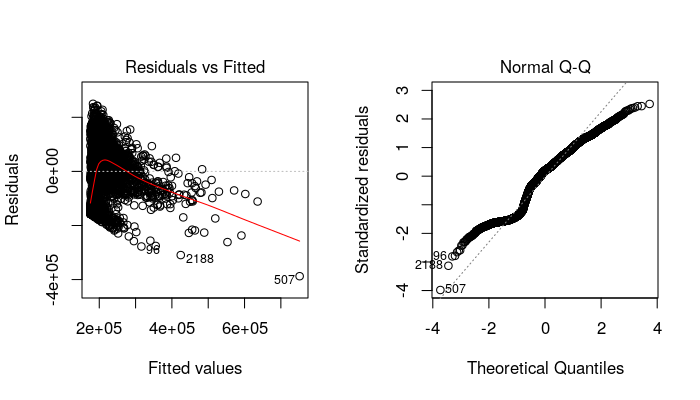 Residuals vs Fitted
Residuals
0e+00
-4e+05
96
2188
507
2e+05 4e+05 6e+05
Fitted values
Normal Q-Q
Standardized residuals
3
2
1
0
-2
-4
96
2188
507
-4 -2 0 2 4
Theoretical Quantiles